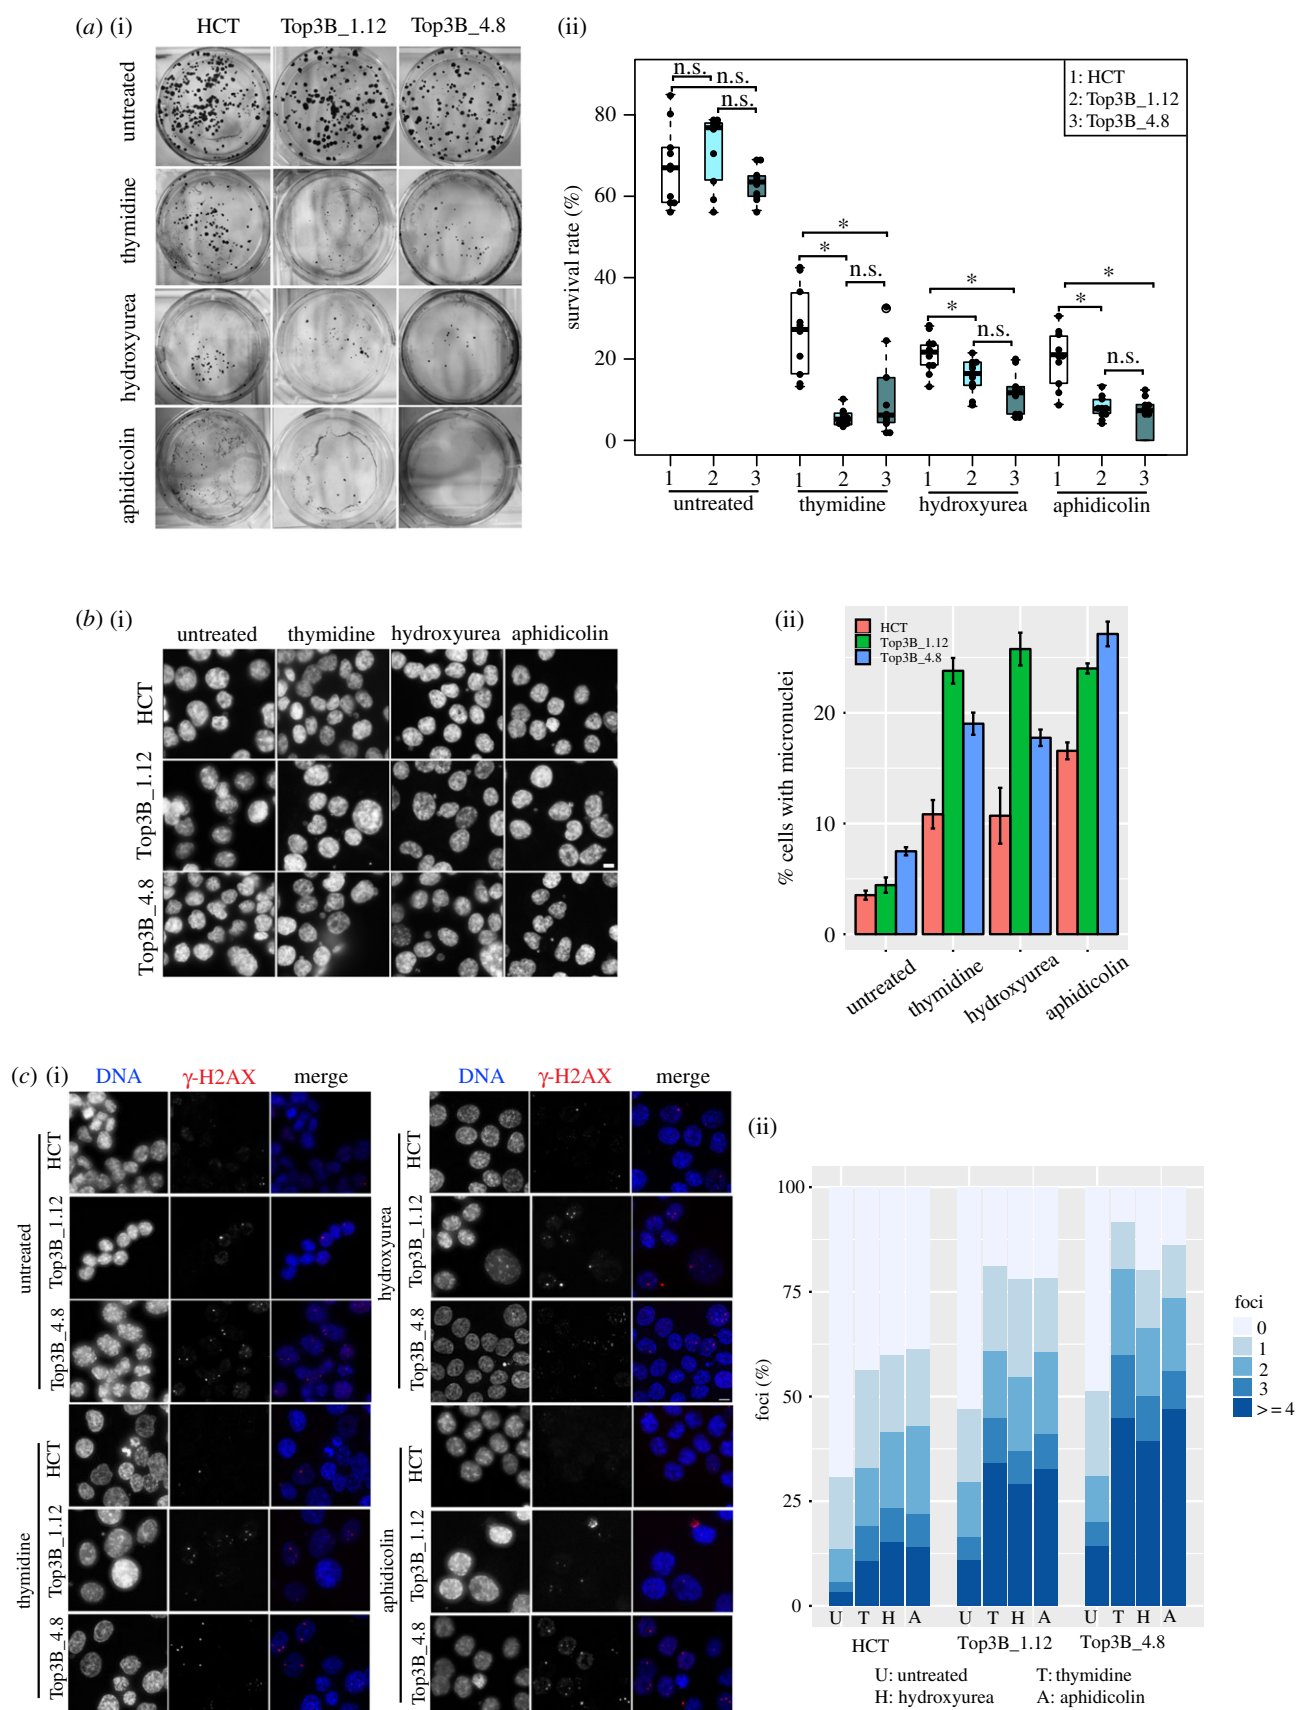 (a) (i)
HCT Top3B_1.12 Top3B_4.8
untreated
thymidine
hydroxyurea
aphidicolin
(ii)
survival rate (%)
80
60
40
20
0
n.s.
n.s.
n.s.
*
*
n.s.
*
*
n.s.
*
*
n.s.
1: HCT
2: Top3B_1.12
3: Top3B_4.8
1 2 3 1 2 3 1 2 3 1 2 3
untreated thymidine hydroxyurea aphidicolin
(b) (i)
untreated thymidine hydroxyurea aphidicolin
HCT
Top3B_1.12
Top3B_4.8
(ii)
HCT
Top3B_1.12
Top3B_4.8
% cells with micronuclei
20
10
0
untreated
thymidine
hydroxyurea
aphidicolin
(c) (i)
DNA γ-H2AX merge
untreated
HCT
Top3B_1.12
Top3B_4.8
thymidine
HCT
Top3B_1.12
Top3B_4.8
DNA γ-H2AX merge
hydroxyurea
HCT
Top3B_1.12
Top3B_4.8
aphidicolin
HCT
Top3B_1.12
Top3B_4.8
(ii)
foci (%)
100
75
50
25
0
U T H A U T H A U T H A
HCT Top3B_1.12 Top3B_4.8
U: untreated T: thymidine
H: hydroxyurea A: aphidicolin
foci
0
1
2
3
>=4